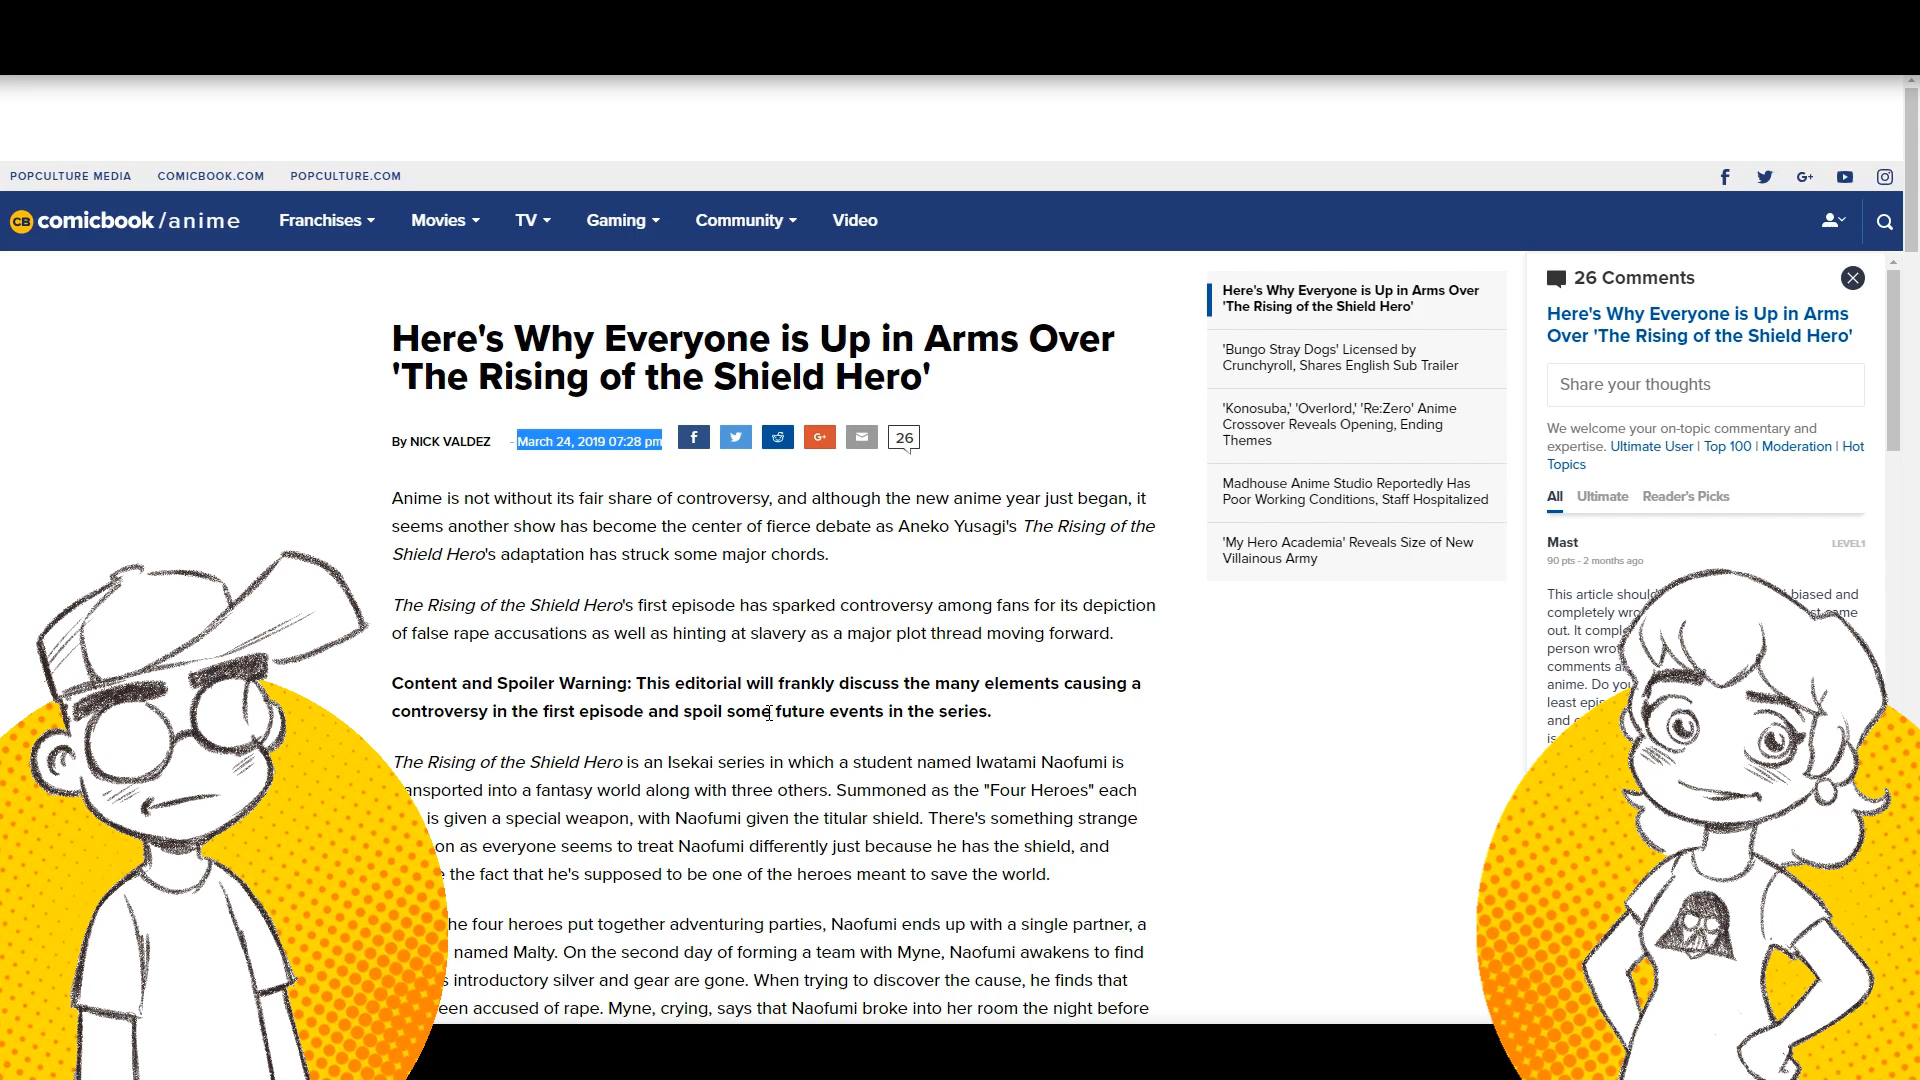 POPCULTURE MEDIA COMICBOOK.COM POPCULTURE.COM
G+
CB comicbook/anime Franchises Movies TV Gaming Community Video
Here's Why Everyone is Up in Arms Over
'The Rising of the Shield Hero'
By NICK VALDEZ - March 24, 2019 07:28 pm f G+ 26
Anime is not without its fair share of controversy, and although the new anime year just began, it
seems another show has become the center of fierce debate as Aneko Yusagi's The Rising of the
Shield Hero's adaptation has struck some major chords.
The Rising of the Shield Hero's first episode has sparked controversy among fans for its depiction
of false rape accusations as well as hinting at slavery as a major plot thread moving forward.
Content and Spoiler Warning: This editorial will frankly discuss the many elements causing a
controversy in the first episode and spoil some future events in the series.
The Rising of the Shield Hero is an Isekai series in which a student named Iwatami Naofumi is
ansported into a fantasy world along with three others. Summoned as the "Four Heroes" each
is given a special weapon, with Naofumi given the titular shield. There's something strange
on as everyone seems to treat Naofumi differently just because he has the shield, and
the fact that he's supposed to be one of the heroes meant to save the world.
he four heroes put together adventuring parties, Naofumi ends up with a single partner, a
named Malty. On the second day of forming a team with Myne, Naofumi awakens to find
s introductory silver and gear are gone. When trying to discover the cause, he finds that
een accused of rape. Myne, crying, says that Naofumi broke into her room the night before
Here's Why Everyone is Up in Arms Over
'The Rising of the Shield Hero'
'Bungo Stray Dogs' Licensed by
Crunchyroll, Shares English Sub Trailer
'Konosuba,' 'Overlord,' 'Re:Zero' Anime
Crossover Reveals Opening, Ending
Themes
Madhouse Anime Studio Reportedly Has
Poor Working Conditions, Staff Hospitalized
'My Hero Academia' Reveals Size of New
Villainous Army
26 Comments
Here's Why Everyone is Up in Arms
Over 'The Rising of the Shield Hero'
Share your thoughts
We welcome your on-topic commentary and
expertise. Ultimate User | Top 100 | Moderation | Hot
Topics
All Ultimate Reader's Picks
Mast LEVEL1
90 pts - 2 months ago
This article should biased and
completely wro
out. It compl
person wro
comments a
anime. Do you
least epis
and
is